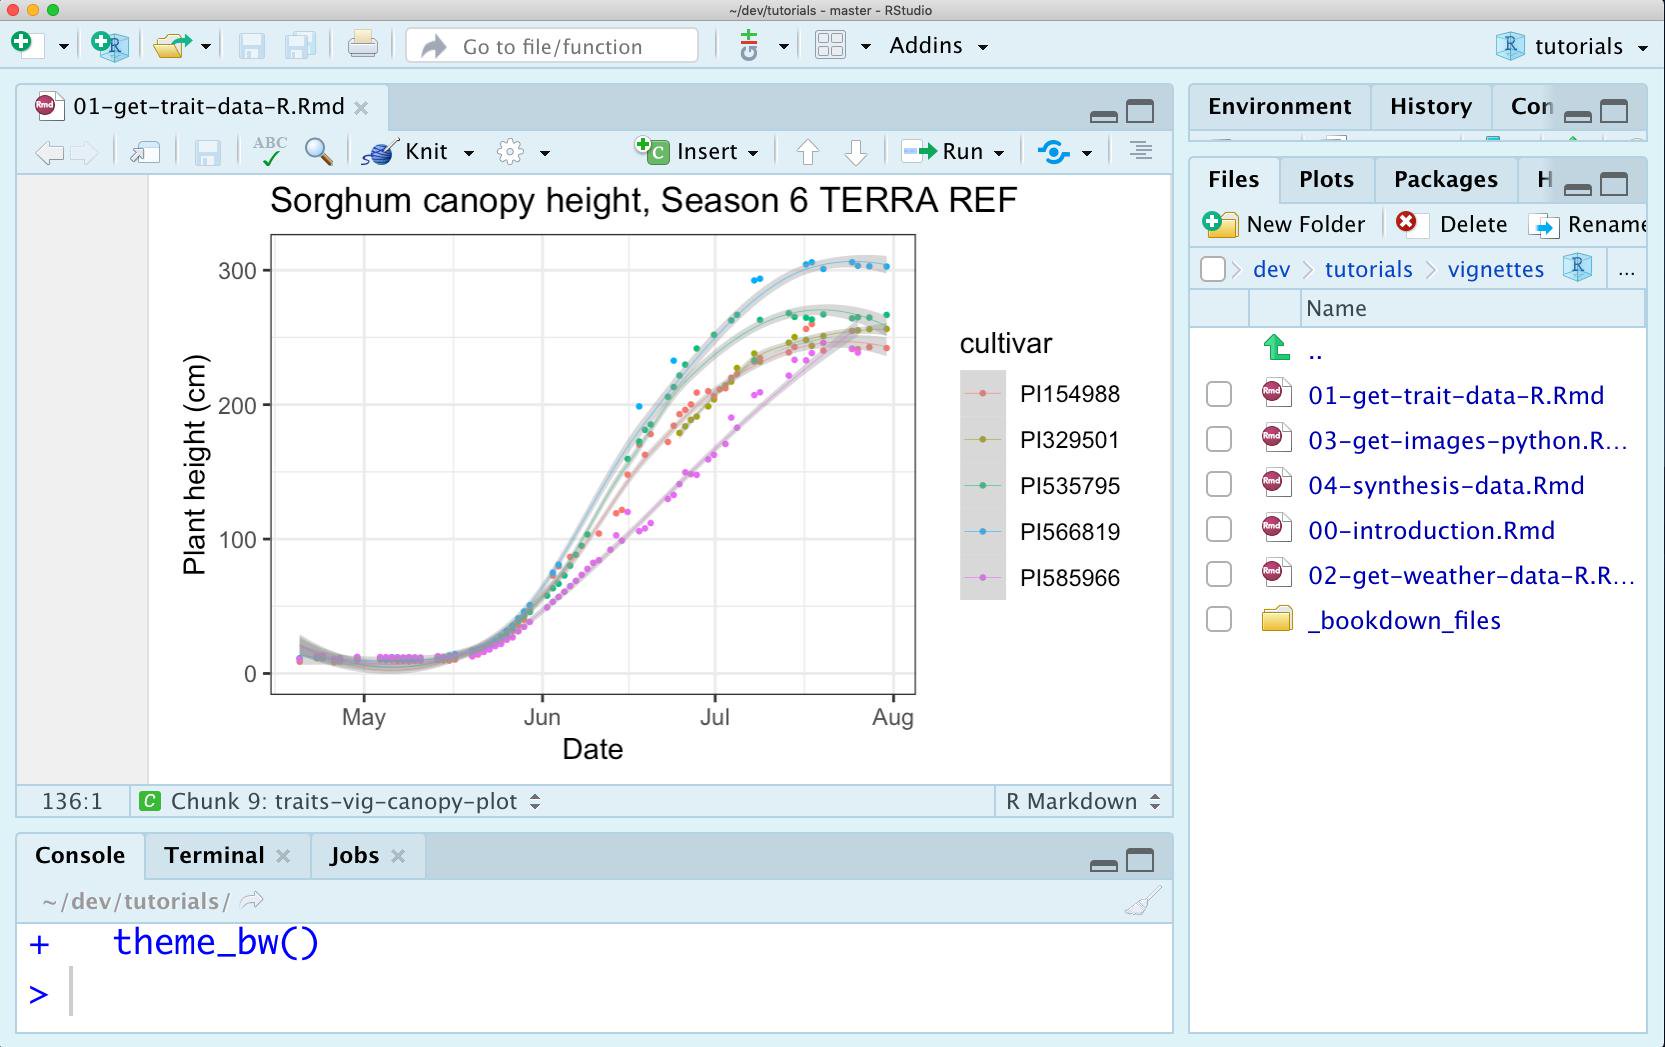 ~/dev/tutorials - master - RStudio
Go to file/function
Addins
tutorials
01-get-trait-data-R.Rmd
ABC
Knit
Insert
Run
Sorghum canopy height, Season 6 TERRA REF
300
200
100
0
Plant height (cm)
May Jun Jul Aug
Date
cultivar
PI154988
PI329501
PI535795
PI566819
PI585966
136:1
Chunk 9: traits-vig-canopy-plot
R Markdown
Console Terminal Jobs
~/dev/tutorials/
+ theme_bw()
>
Environment History Con
Files Plots Packages H
New Folder Delete Rename
dev tutorials vignettes ...
Name
..
01-get-trait-data-R.Rmd
03-get-images-python.R...
04-synthesis-data.Rmd
00-introduction.Rmd
02-get-weather-data-R.R...
_bookdown_files